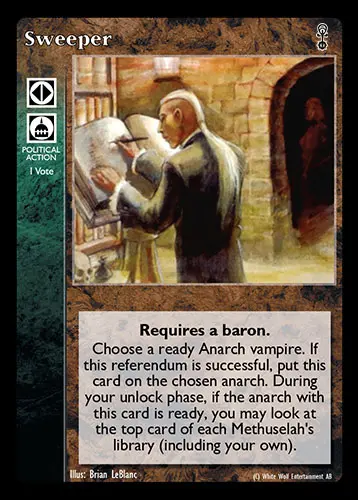 Sweeper
POLITICAL
ACTION
1 Vote
Requires a baron.
Choose a ready Anarch vampire. If
this referendum is successful, put this
card on the chosen anarch. During
your unlock phase, if the anarch with
this card is ready, you may look at
the top card of each Methuselah's
library (including your own).
Illus: Brian LeBlanc
(C) White Wolf Entertainment AB